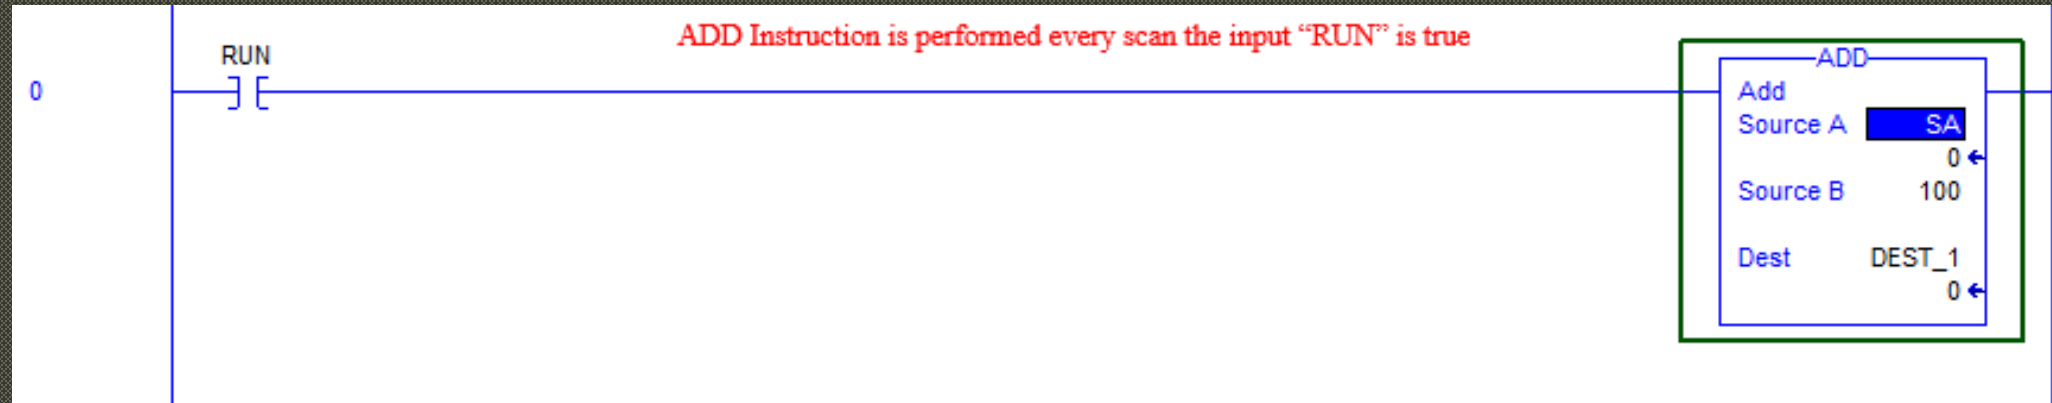 ADD Instruction is performed every scan the input “RUN” is true
RUN
0
ADD
Add
Source A SA
0
Source B 100
Dest DEST_1
0